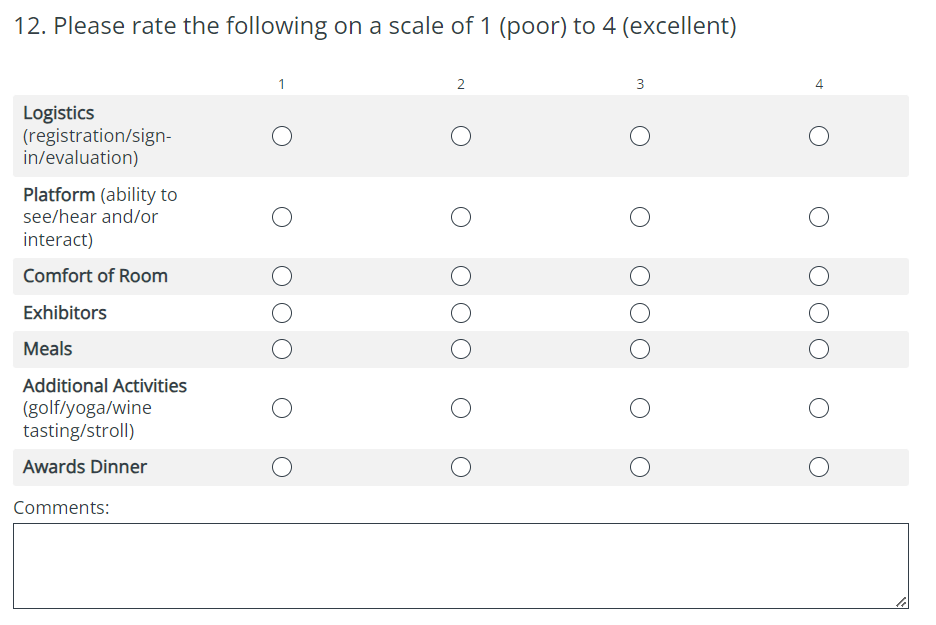 12. Please rate the following on a scale of 1 (poor) to 4 (excellent)
1 2 3 4
Logistics
(registration/sign-
in/evaluation)
Platform (ability to
see/hear and/or
interact)
Comfort of Room
Exhibitors
Meals
Additional Activities
(golf/yoga/wine
tasting/stroll)
Awards Dinner
Comments: